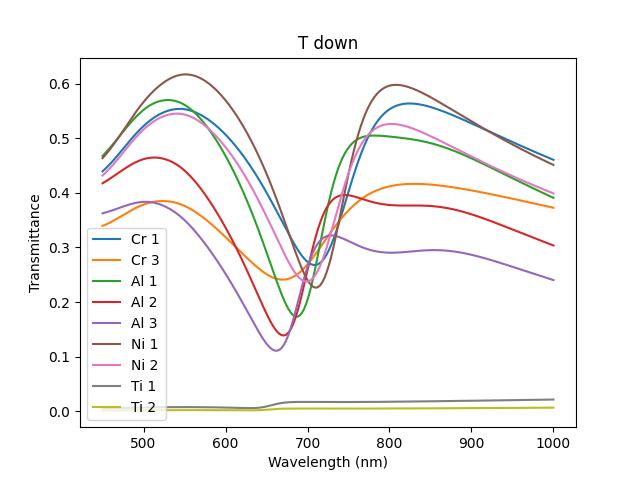 T down
Transmittance
0.6
0.5
0.4
0.3
0.2
0.1
0.0
Cr 1
Cr 3
Al 1
Al 2
Al 3
Ni 1
Ni 2
Ti 1
Ti 2
500 600 700 800 900 1000
Wavelength (nm)